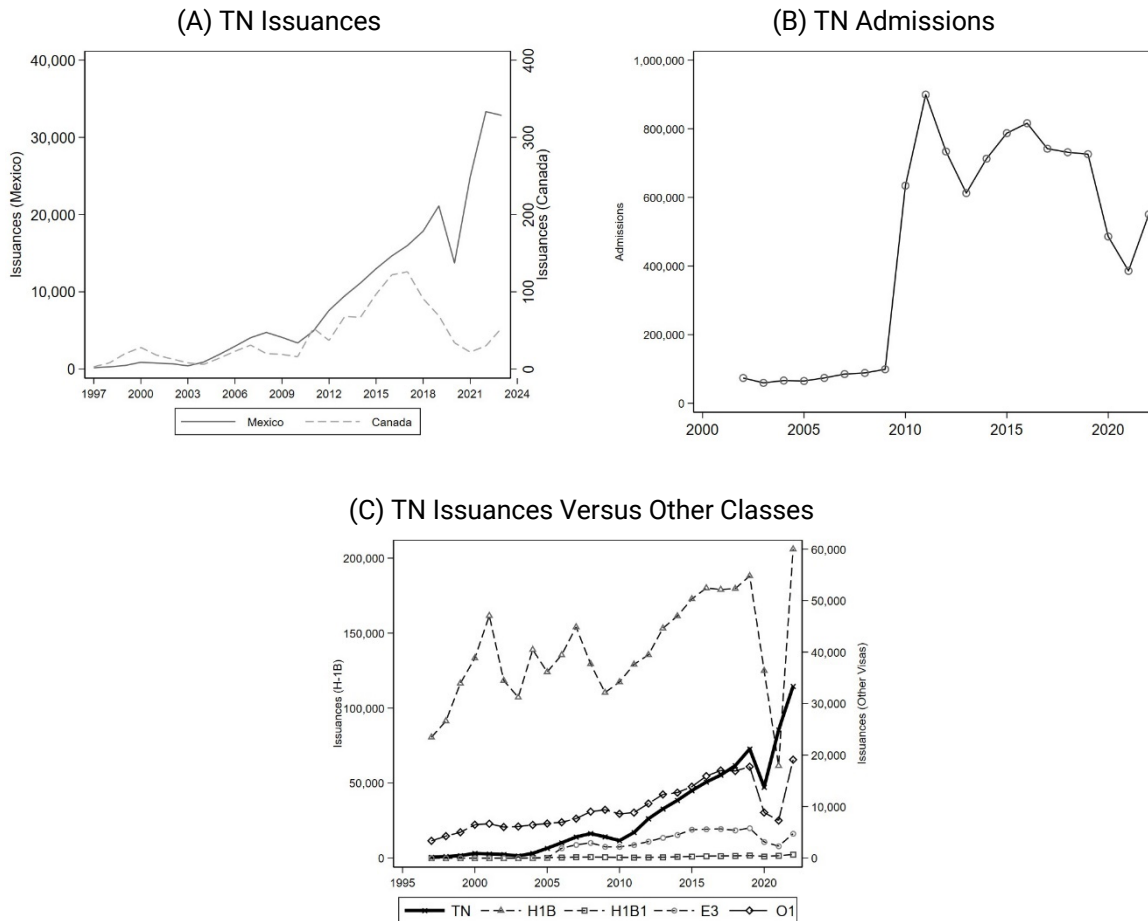 (A) TN Issuances
40,000
30,000
20,000
10,000
0
Issuances (Mexico)
400
300
200
100
0
Issuances (Canada)
1997 2000 2003 2006 2009 2012 2015 2018 2021 2024
Mexico Canada
(B) TN Admissions
1,000,000
800,000
600,000
400,000
200,000
0
Admissions
2000 2005 2010 2015 2020
(C) TN Issuances Versus Other Classes
200,000
150,000
100,000
50,000
0
Issuances (H-1B)
60,000
50,000
40,000
30,000
20,000
10,000
0
Issuances (Other Visas)
1995 2000 2005 2010 2015 2020
TN H1B H1B1 E3 O1